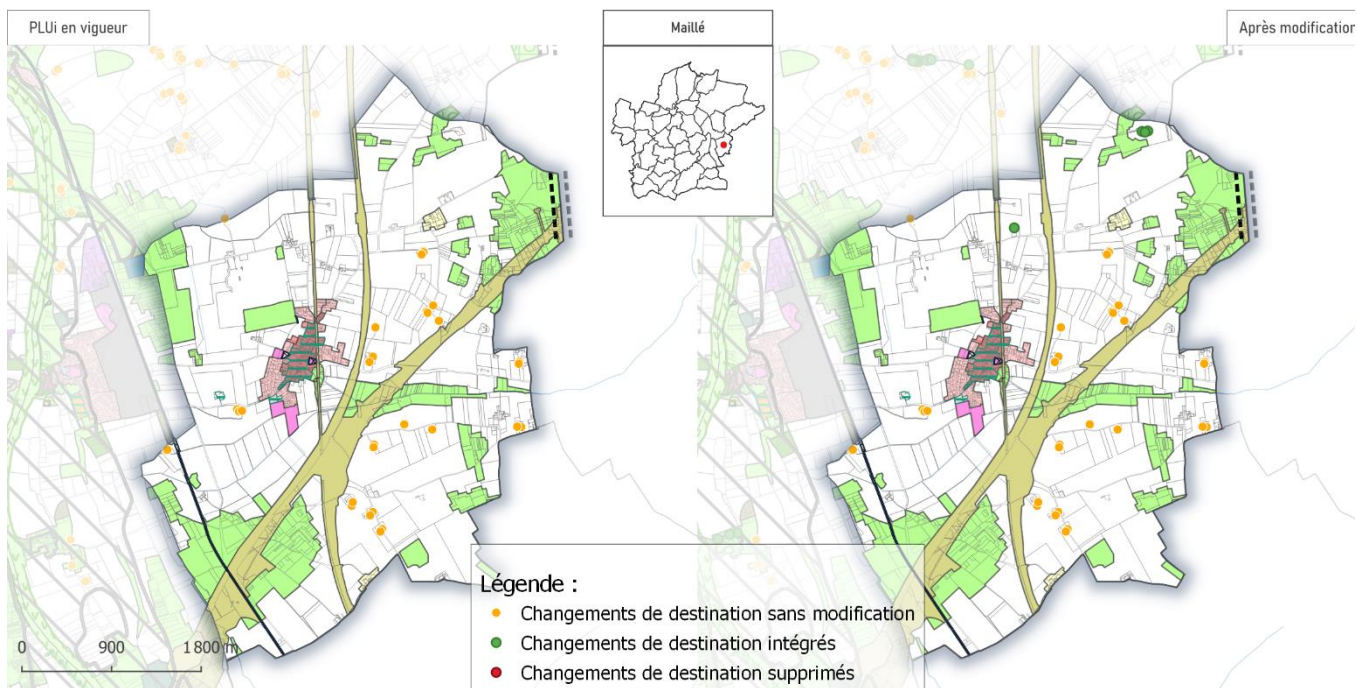 PLUi en vigueur
Maillé
Après modification
Légende :
Changements de destination sans modification
Changements de destination intégrés
Changements de destination supprimés
0 900 1 800 m